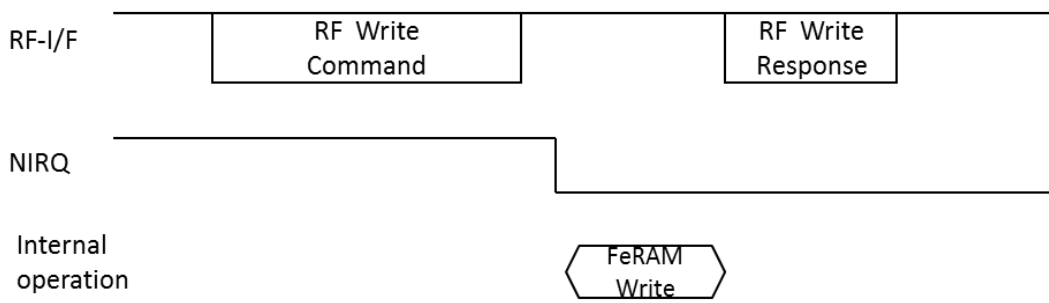 RF-I/F
RF Write
Command
RF Write
Response
NIRQ
Internal
operation
FeRAM
Write